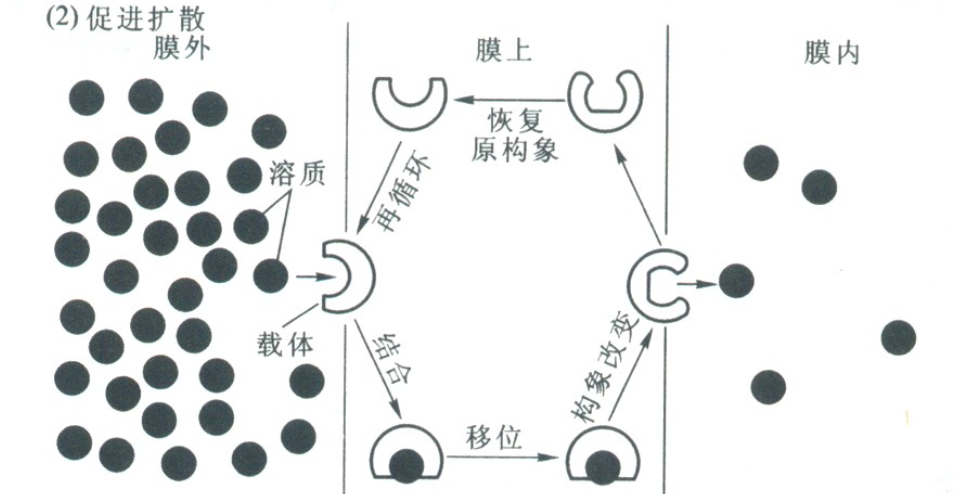 (2) 促进扩散
膜外
膜上
膜内
恢复
原构象
溶质
再循环
载体
结合
构象改变
移位